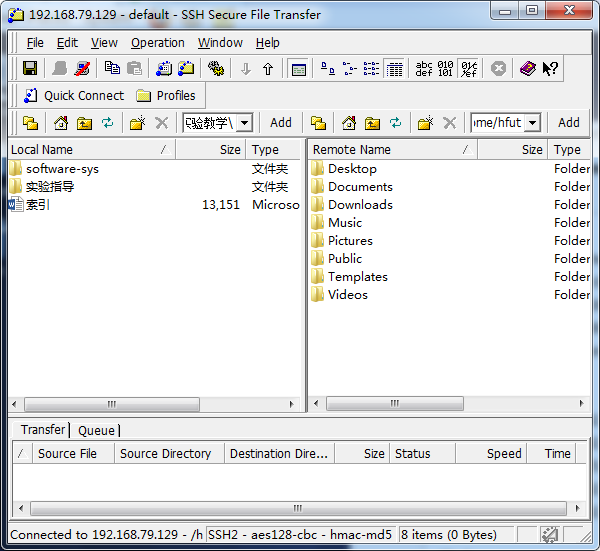 192.168.79.129 - default - SSH Secure File Transfer
File Edit View Operation Window Help
abc def 010 101
Quick Connect Profiles
验教学\ Add ome/hfut Add
Local Name / Size Type
software-sys 文件夹
实验指导 文件夹
索引 13,151 Microso
Remote Name / Size Type
Desktop Folder
Documents Folder
Downloads Folder
Music Folder
Pictures Folder
Public Folder
Templates Folder
Videos Folder
Transfer Queue
/ Source File Source Directory Destination Dire... Size Status Speed Time
Connected to 192.168.79.129 - /h SSH2 - aes128-cbc - hmac-md5 8 items (0 Bytes)